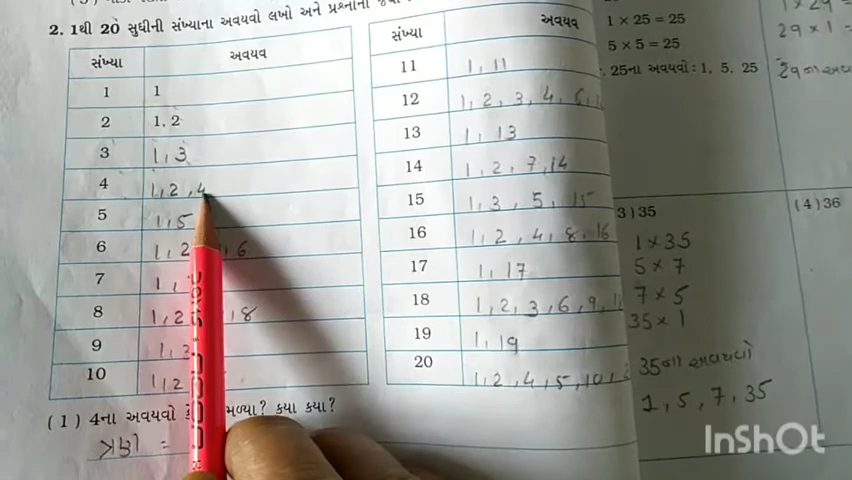 2. 1થી 20 સુધીની સંખ્યાના અવયવો લખો અને પ્રશ્નોના
સંખ્યા અવયવ
1 1
2 1, 2
3 1, 3
4 1, 2, 4
5 1, 5
6 1, 2 , 6
7 1,
8 1, 2 , 8
9 1,
10 1, 2
સંખ્યા અવયવ
11 1, 11
12 1, 2, 3, 4, 6,
13 1, 13
14 1, 2, 7, 14
15 1, 3, 5, 15
16 1, 2, 4, 8, 16
17 1, 17
18 1, 2, 3, 6, 9,
19 1, 19
20 1, 2, 4, 5, 10,
(1) 4ના અવયવો મળ્યા? કયા કયા?
ત્રણ =
1 × 25 = 25
5 × 5 = 25
25ના અવયવો : 1, 5, 25
29 × 1 =
29ના
3) 35
1 × 35
5 × 7
7 × 5
35 × 1
35ના અવયવો
1, 5, 7, 35
(4) 36
InShOt